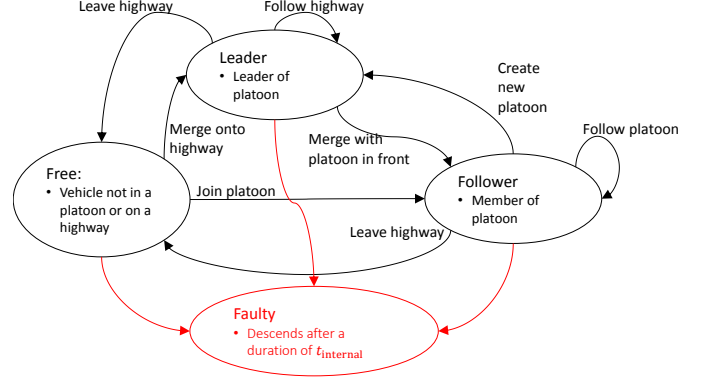 Leave highway
Follow highway
Leader
• Leader of
platoon
Create
new
platoon
Merge onto
highway
Merge with
platoon in front
Follow platoon
Free:
• Vehicle not in a
platoon or on a
highway
Join platoon
Follower
• Member of
platoon
Leave highway
Faulty
• Descends after a
duration of t_internal